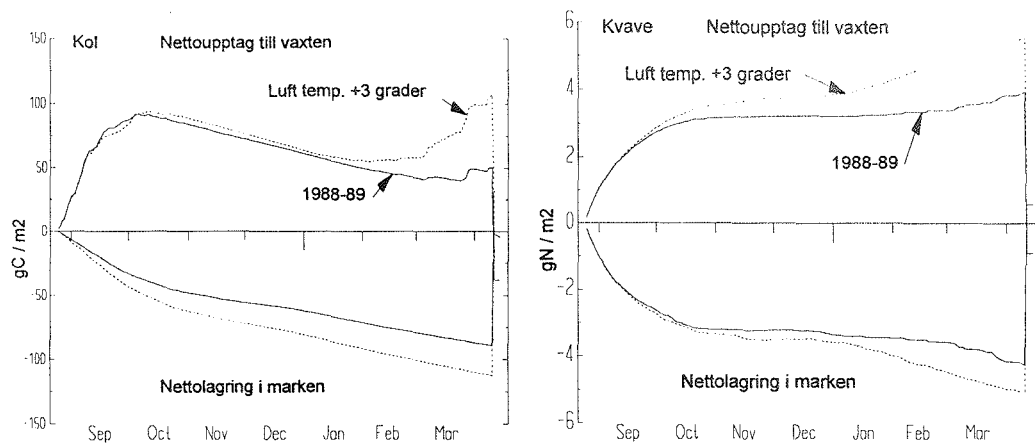 Kol Nettoupptag till vaxten
Luft temp. +3 grader
1988-89
Nettolagring i marken
gC / m2
150
100
50
0
-50
-100
-150
Sep Oct Nov Dec Jan Feb Mar
Kvave Nettoupptag till vaxten
Luft temp. +3 grader
1988-89
Nettolagring i marken
gN / m2
6
4
2
0
-2
-4
-6
Sep Oct Nov Dec Jan Feb Mar